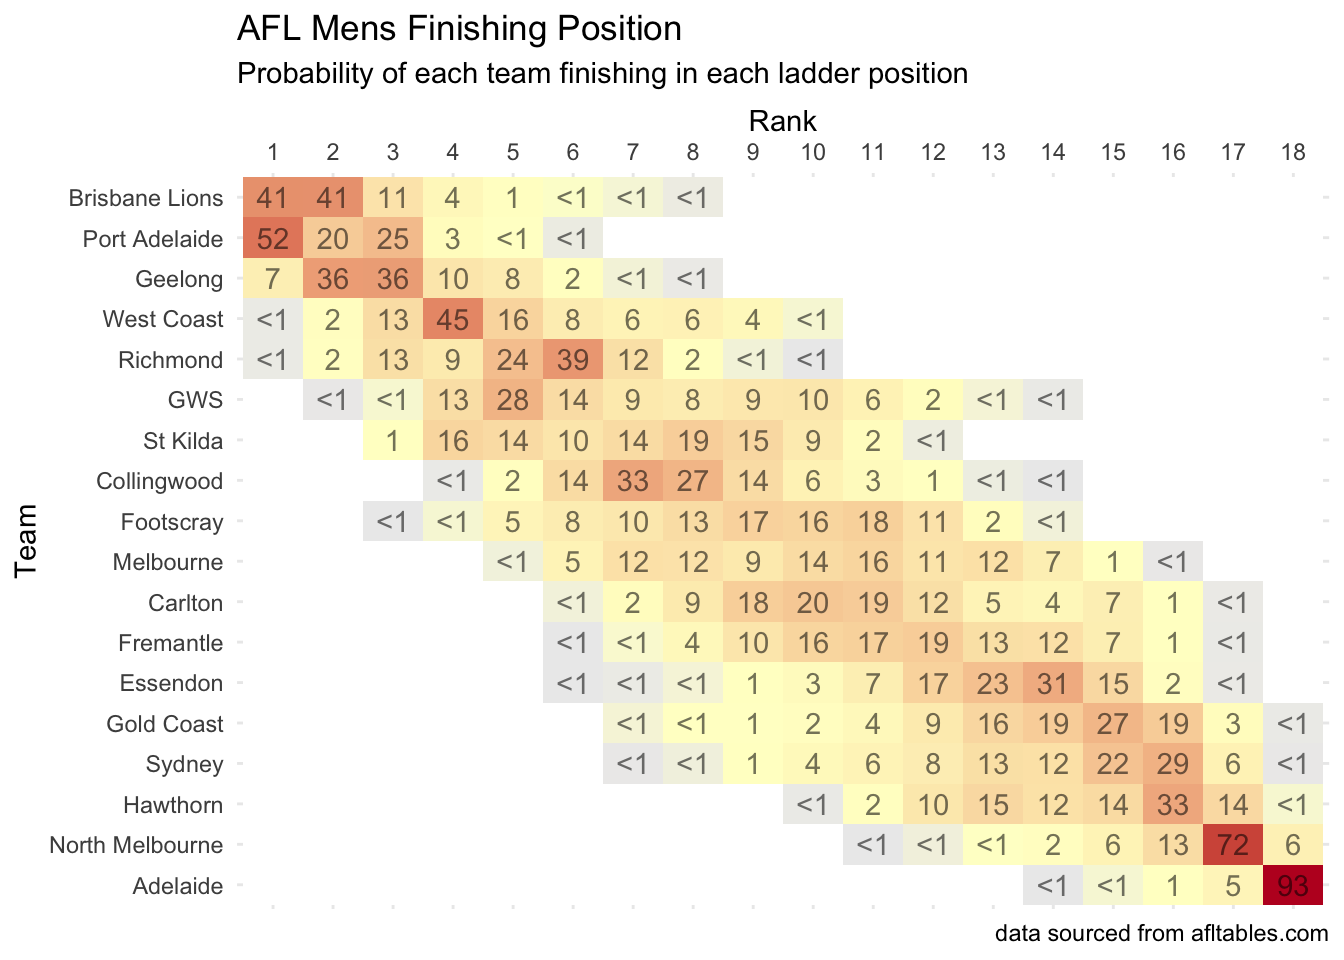 AFL Mens Finishing Position
Probability of each team finishing in each ladder position
Rank
1 2 3 4 5 6 7 8 9 10 11 12 13 14 15 16 17 18
Team
Brisbane Lions 41 41 11 4 1 <1 <1 <1
Port Adelaide 52 20 25 3 <1 <1
Geelong 7 36 36 10 8 2 <1 <1
West Coast <1 2 13 45 16 8 6 6 4 <1
Richmond <1 2 13 9 24 39 12 2 <1 <1
GWS <1 <1 13 28 14 9 8 9 10 6 2 <1 <1
St Kilda 1 16 14 10 14 19 15 9 2 <1
Collingwood <1 2 14 33 27 14 6 3 1 <1 <1
Footscray <1 <1 5 8 10 13 17 16 18 11 2 <1
Melbourne <1 5 12 12 9 14 16 11 12 7 1 <1
Carlton <1 2 9 18 20 19 12 5 4 7 1 <1
Fremantle <1 <1 4 10 16 17 19 13 12 7 1 <1
Essendon <1 <1 <1 1 3 7 17 23 31 15 2 <1
Gold Coast <1 <1 1 2 4 9 16 19 27 19 3 <1
Sydney <1 <1 1 4 6 8 13 12 22 29 6 <1
Hawthorn <1 2 10 15 12 14 33 14 <1
North Melbourne <1 <1 <1 2 6 13 72 6
Adelaide <1 <1 1 5 93
data sourced from afltables.com